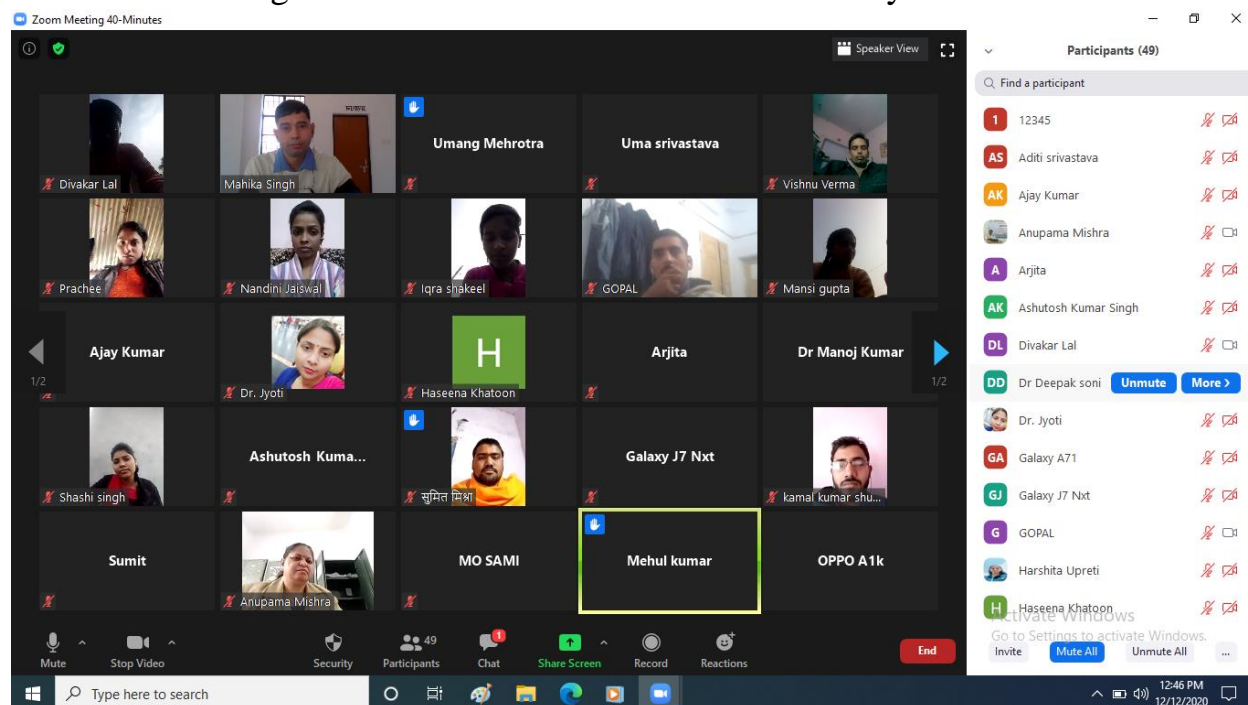 Zoom Meeting 40-Minutes
Speaker View
Divakar Lal
Mahika Singh
Umang Mehrotra
Uma srivastava
Vishnu Verma
Prachee
Nandini Jaiswal
Iqra shakeel
GOPAL
Mansi gupta
1/2
Ajay Kumar
Dr. Jyoti
H
Haseena Khatoon
Arjita
Dr Manoj Kumar
1/2
Shashi singh
Ashutosh Kuma...
सुमित मिश्रा
Galaxy J7 Nxt
kamal kumar shu...
Sumit
Anupama Mishra
MO SAMI
Mehul kumar
OPPO A1k
Mute
Stop Video
Security
49
Participants
1
Chat
Share Screen
Record
Reactions
End
Participants (49)
Find a participant
1 12345
AS Aditi srivastava
AK Ajay Kumar
Anupama Mishra
A Arjita
AK Ashutosh Kumar Singh
DL Divakar Lal
DD Dr Deepak soni Unmute More >
Dr. Jyoti
GA Galaxy A71
GJ Galaxy J7 Nxt
G GOPAL
Harshita Upreti
H Haseena Khatoon
Activate Windows
Go to Settings to activate Windows.
Invite Mute All Unmute All ...
Type here to search
12:46 PM
12/12/2020